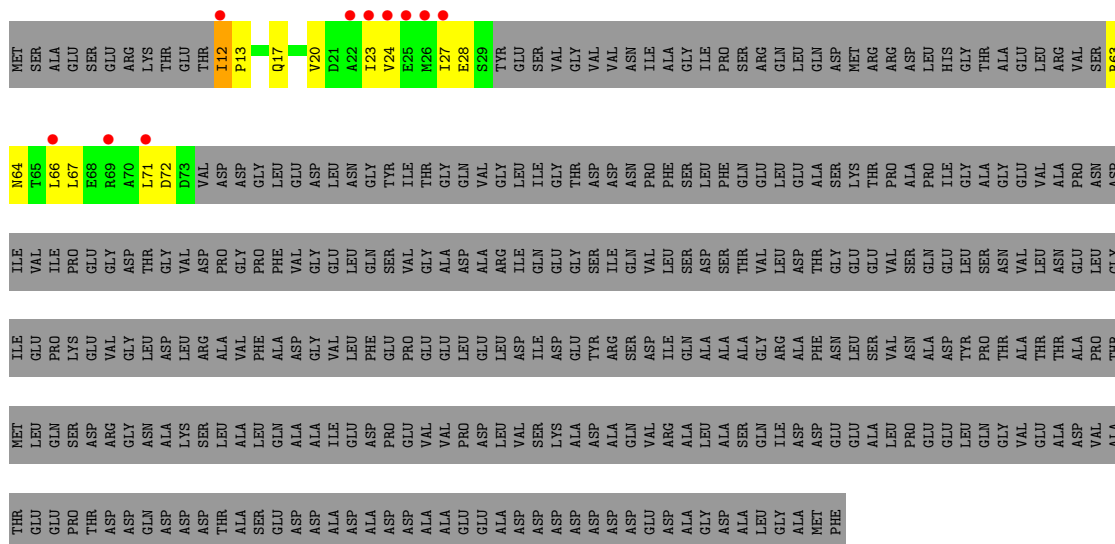 MET SER ALA GLU SER GLU ARG LYS THR GLU THR I12 P13 Q17 V20 D21 A22 I23 V24 E25 M26 I27 E28 S29 TYR GLU SER VAL GLY VAL VAL ASN ILE ALA GLY ILE PRO SER ARG GLN LEU GLN ASP MET ARG ARG ASP LEU HIS GLY THR ALA GLU LEU ARG VAL SER R63
N64 T65 L66 L67 E68 R69 A70 L71 D72 D73 VAL ASP ASP GLY LEU GLU ASP LEU ASN GLY TYR ILE THR GLY GLN VAL GLY LEU ILE GLY THR ASP ASP ASN PRO PHE SER LEU PHE GLN GLU LEU GLU ALA SER LYS THR PRO ALA PRO ILE GLY ALA GLY GLU VAL ALA PRO ASN ASP
ILE VAL ILE PRO GLU GLY ASP THR GLY VAL ASP PRO GLY PRO PHE VAL GLY GLU LEU GLN SER VAL GLY ALA ASP ALA ARG ILE GLN GLU GLY SER ILE GLN VAL LEU SER ASP SER THR VAL LEU ASP THR GLY GLU GLU VAL SER GLN GLU LEU SER ASN VAL LEU ASN GLU LEU GLY
ILE GLU PRO LYS GLU VAL GLY LEU ASP LEU ARG ALA VAL PHE ALA ASP GLY VAL LEU PHE GLU PRO GLU GLU LEU GLU LEU ASP ILE ASP GLU TYR ARG SER ASP ILE GLN ALA ALA ALA GLY ARG ALA PHE ASN LEU SER VAL ASN ALA ASP TYR PRO THR ALA THR THR ALA PRO THR
MET LEU GLN SER ASP ARG GLY ASN ALA LYS SER LEU ALA LEU GLN ALA ALA ILE GLU ASP PRO GLU VAL VAL PRO ASP LEU VAL SER LYS ALA ASP ALA GLN VAL ARG ALA LEU ALA SER GLN ILE ASP ASP GLU GLU ALA LEU PRO GLU GLU LEU GLN GLY VAL GLU ALA ASP VAL ALA
THR GLU GLU PRO THR ASP ASP GLN ASP ASP ASP THR ALA SER GLU ASP ASP ALA ASP ALA ASP ASP ALA ALA GLU GLU ALA ASP ASP ASP ASP ASP ASP ASP GLU ASP ALA GLY ASP ALA LEU GLY ALA MET PHE